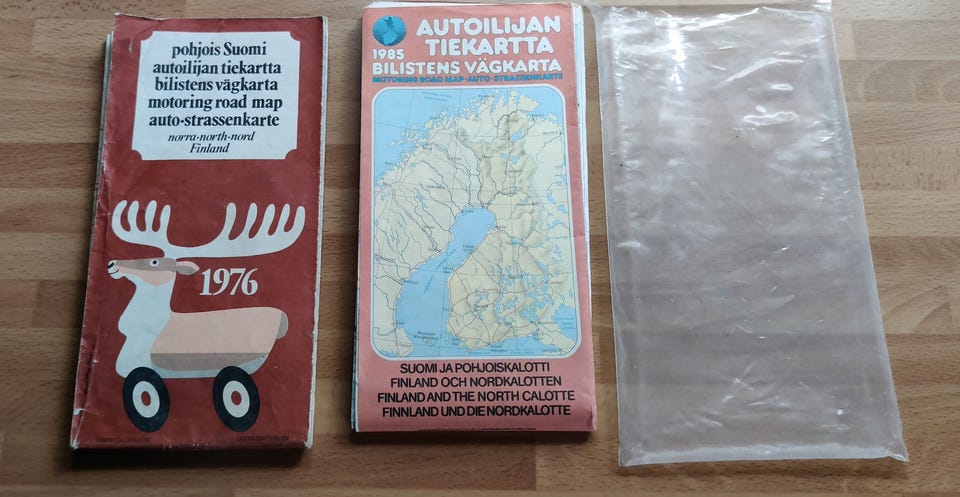 pohjois Suomi
autoilijan tiekartta
bilistens vägkarta
motoring road map
auto-strassenkarte
norra-north-nord
Finland
1976
AUTOILIJAN
TIEKARTTA
1985
BILISTENS VÄGKARTA
MOTORING ROAD MAP·AUTO-STRASSENKARTE
SUOMI JA POHJOISKALOTTI
FINLAND OCH NORDKALOTTEN
FINLAND AND THE NORTH CALOTTE
FINNLAND UND DIE NORDKALOTTE